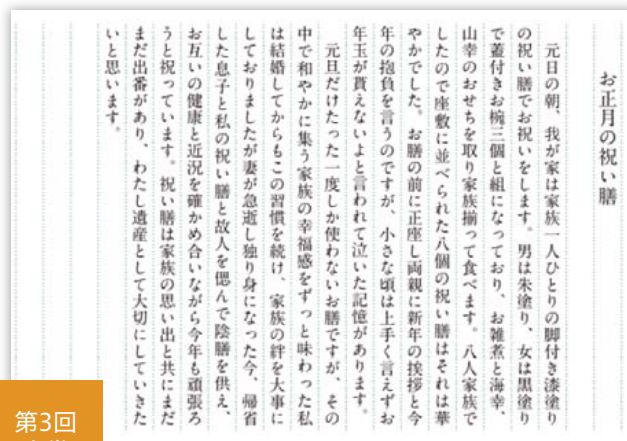 お正月の祝い膳
元日の朝、我が家は家族一人ひとりの脚付き漆塗り
の祝い膳でお祝いをします。男は朱塗り、女は黒塗り
で蓋付きお椀三個と組になっており、お雑煮と海幸、
山幸のおせちを取り家族揃って食べます。八人家族で
したので座敷に並べられた八個の祝い膳はそれは華
やかでした。お膳の前に正座し両親に新年の挨拶と今
年の抱負を言うのですが、小さな頃は上手く言えずお
年玉が貰えないよと言われて泣いた記憶があります。
元旦だけたった一度しか使わないお膳ですが、その
中で和やかに集う家族の幸福感をずっと味わった私
は結婚してからもこの習慣を続け、家族の絆を大事に
しておりましたが妻が急逝し独り身になった今、帰省
した息子と私の祝い膳と故人を偲んで陰膳を供え、
お互いの健康と近況を確かめ合いながら今年も頑張ろ
うと祝っています。祝い膳は家族の思い出と共にまだ
まだ出番があり、わたし遺産として大切にしていきた
いと思います。
第3回